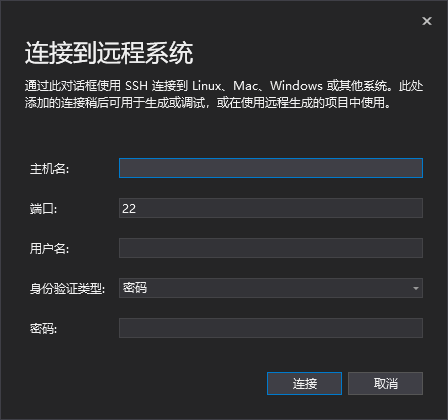 连接到远程系统
通过此对话框使用 SSH 连接到 Linux、Mac、Windows 或其他系统。此处
添加的连接稍后可用于生成或调试，或在使用远程生成的项目中使用。
主机名:
端口: 22
用户名:
身份验证类型: 密码
密码:
连接 取消